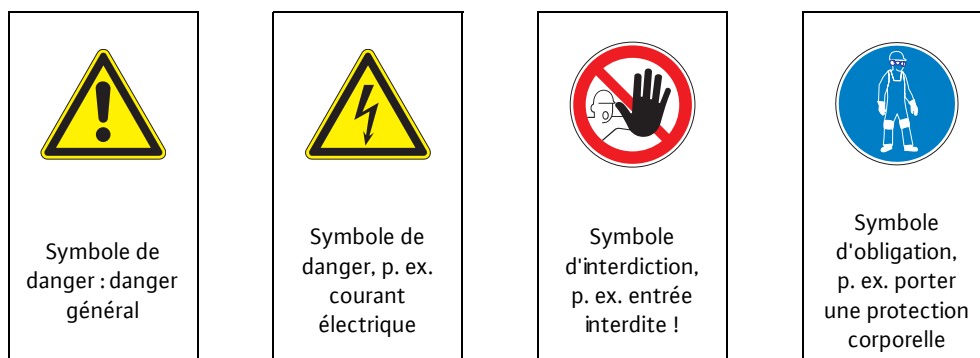 Symbole de
danger : danger
général
Symbole de
danger, p. ex.
courant
électrique
Symbole
d'interdiction,
p. ex. entrée
interdite !
Symbole
d'obligation,
p. ex. porter
une protection
corporelle